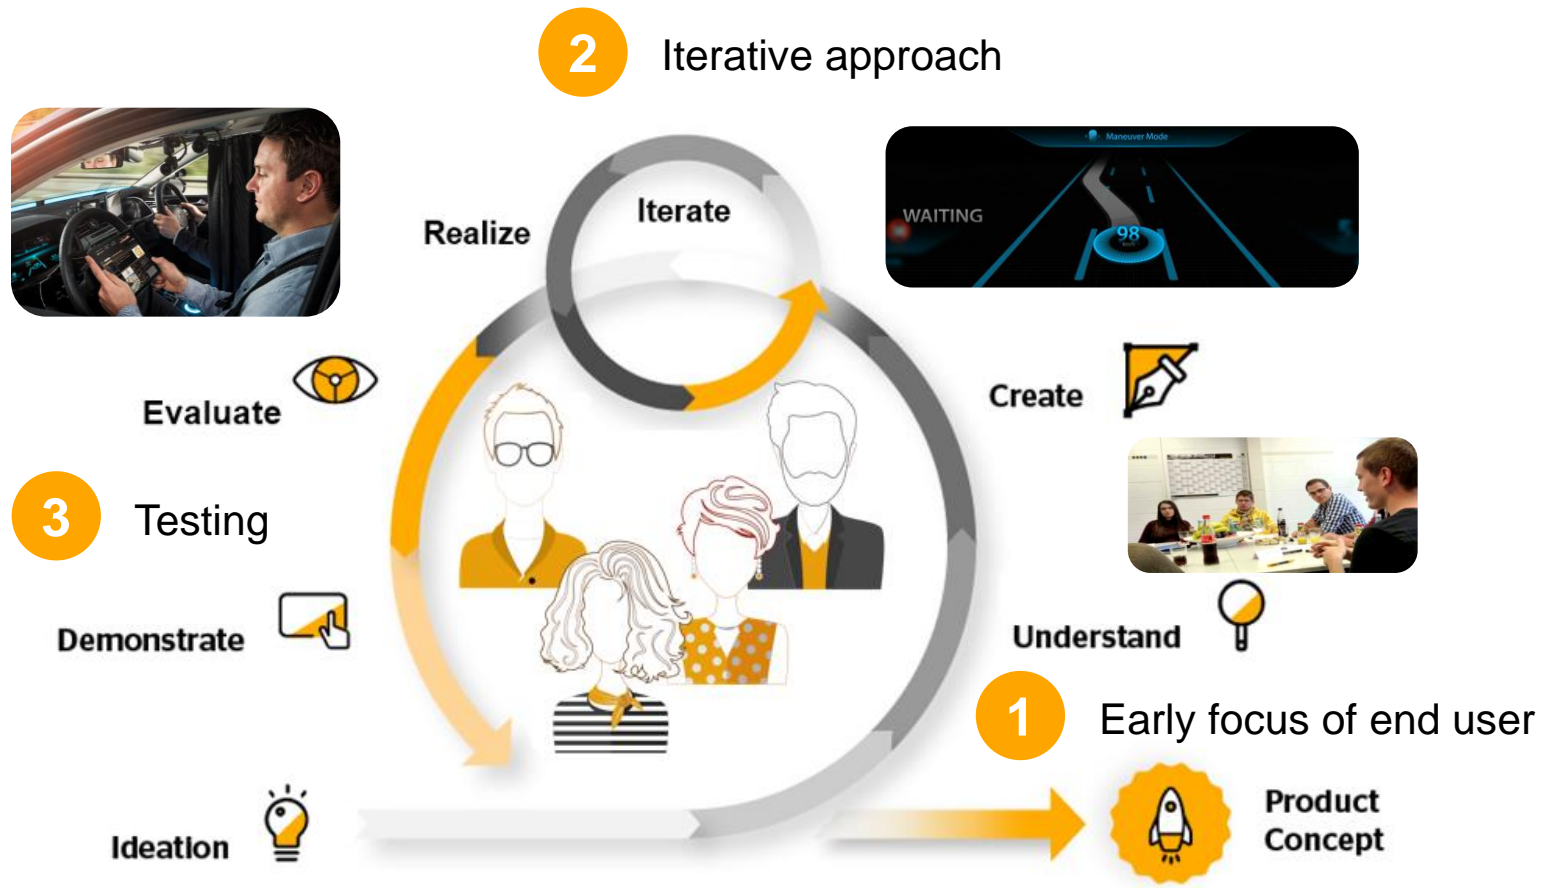 2 Iterative approach
Maneuver Mode
WAITING
98
km/h
Iterate
Realize
Create
Evaluate
3 Testing
Understand
Demonstrate
1 Early focus of end user
Product
Concept
Ideation